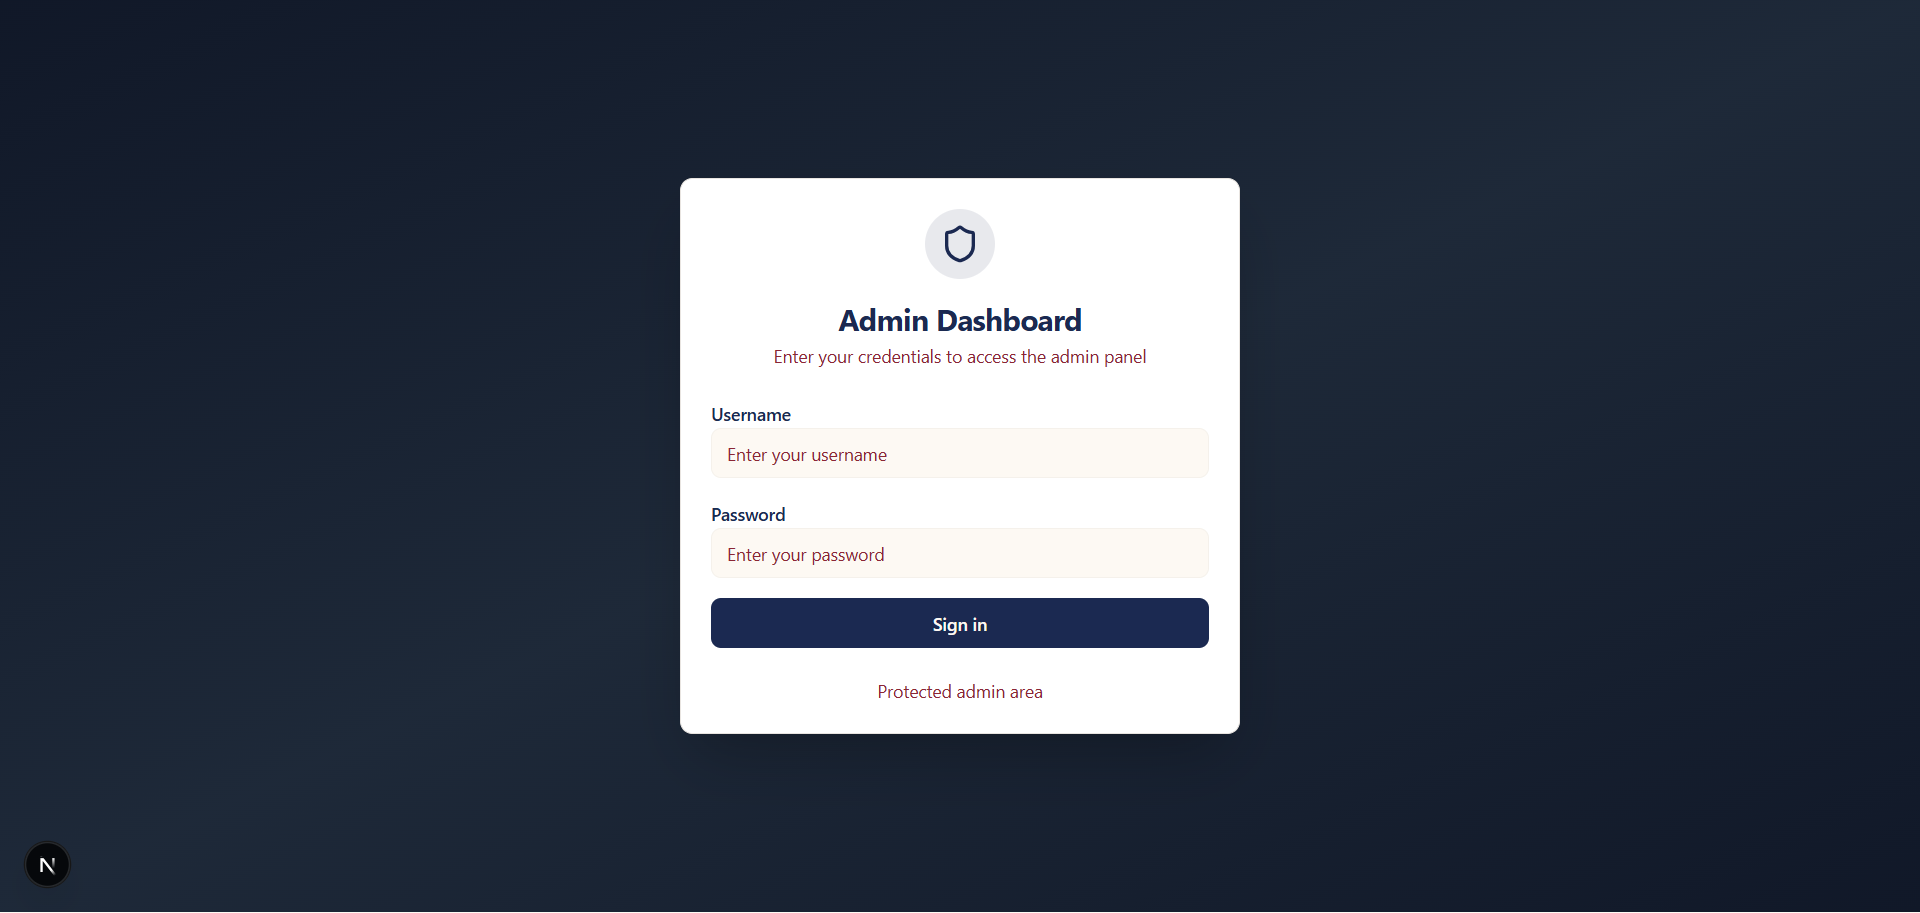 Admin Dashboard
Enter your credentials to access the admin panel
Username
Enter your username
Password
Enter your password
Sign in
Protected admin area
N